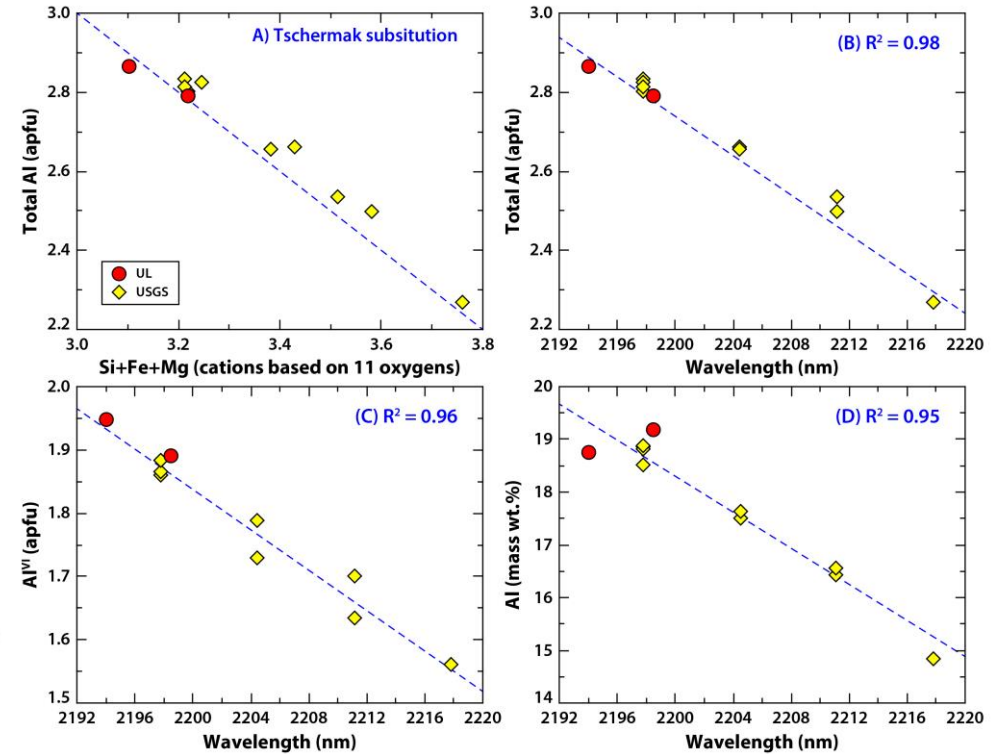 3.0
2.8
2.6
2.4
2.2
Total Al (apfu)
A) Tschermak subsitution
UL
USGS
3.0 3.2 3.4 3.6 3.8
Si+Fe+Mg (cations based on 11 oxygens)
3.0
2.8
2.6
2.4
2.2
Total Al (apfu)
(B) R² = 0.98
2192 2196 2200 2204 2208 2212 2216 2220
Wavelength (nm)
2.0
1.9
1.8
1.7
1.6
1.5
Alⱽᴵ (apfu)
(C) R² = 0.96
2192 2196 2200 2204 2208 2212 2216 2220
Wavelength (nm)
20
19
18
17
16
15
14
Al (mass wt.%)
(D) R² = 0.95
2192 2196 2200 2204 2208 2212 2216 2220
Wavelength (nm)